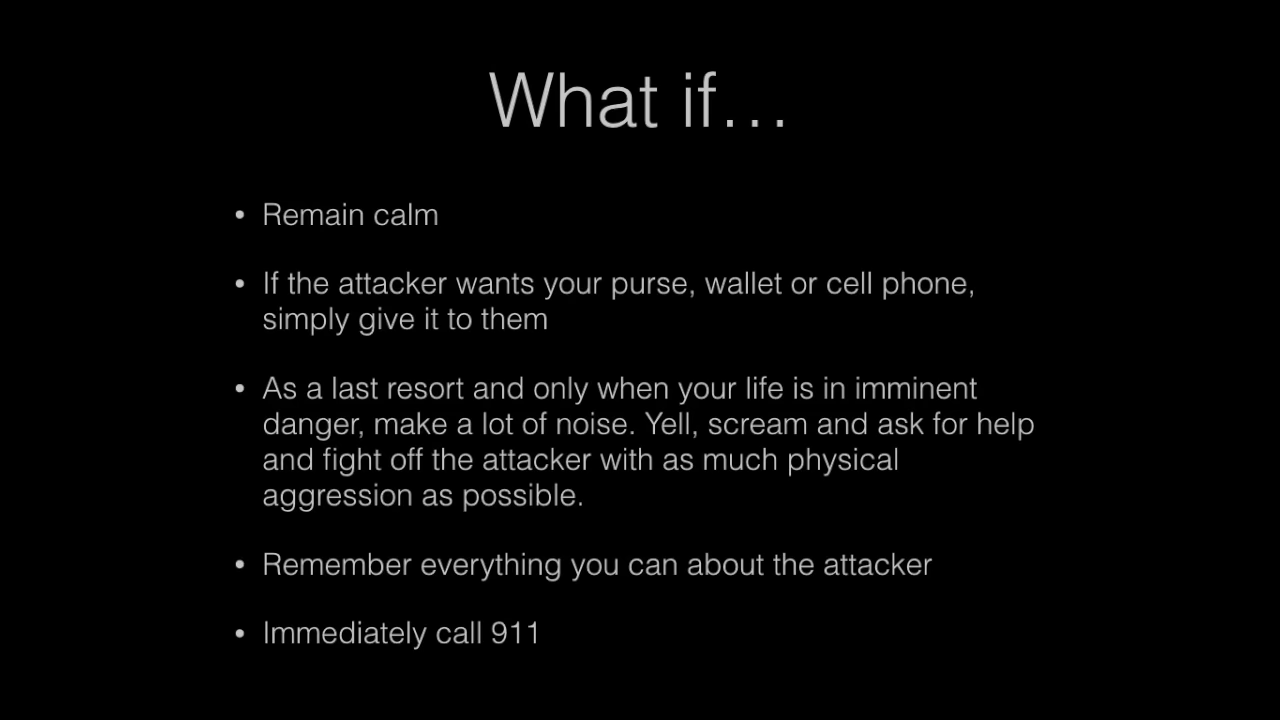 What if…
• Remain calm
• If the attacker wants your purse, wallet or cell phone,
simply give it to them
• As a last resort and only when your life is in imminent
danger, make a lot of noise. Yell, scream and ask for help
and fight off the attacker with as much physical
aggression as possible.
• Remember everything you can about the attacker
• Immediately call 911